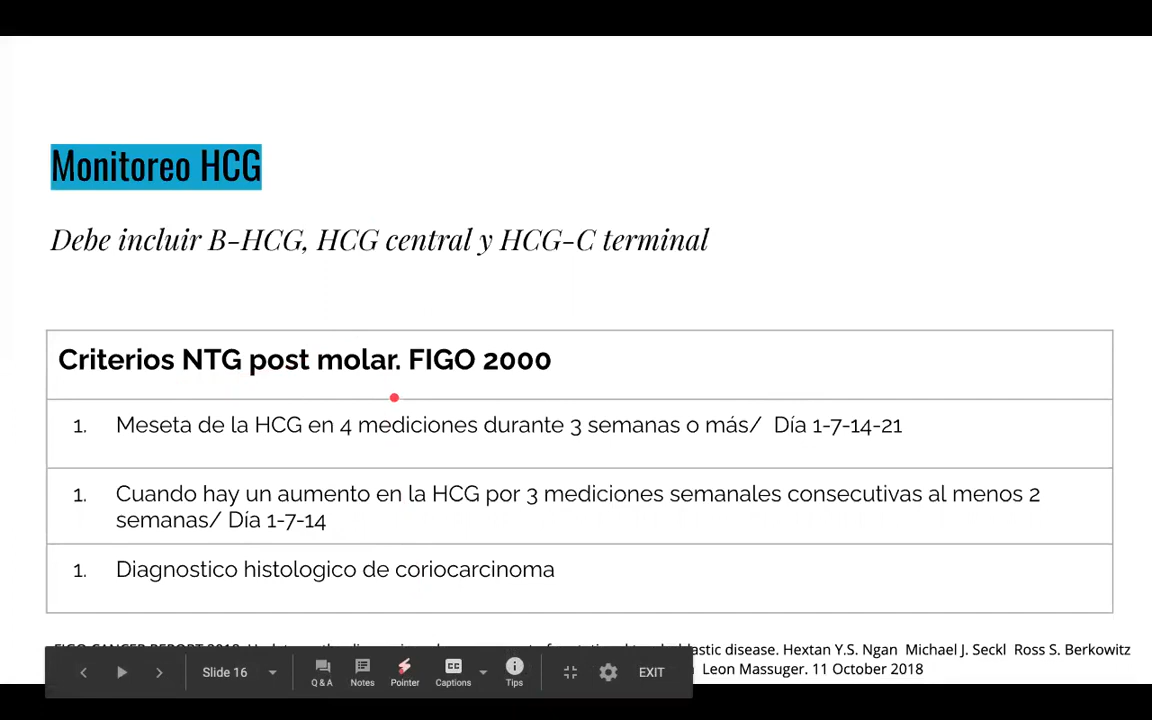 Monitoreo HCG
Debe incluir B-HCG, HCG central y HCG-C terminal
Criterios NTG post molar. FIGO 2000
1. Meseta de la HCG en 4 mediciones durante 3 semanas o más/ Día 1-7-14-21
1. Cuando hay un aumento en la HCG por 3 mediciones semanales consecutivas al menos 2
semanas/ Día 1-7-14
1. Diagnostico histologico de coriocarcinoma
lastic disease. Hextan Y.S. Ngan Michael J. Seckl Ross S. Berkowitz
Leon Massuger. 11 October 2018
Slide 16
Q & A
Notes
Pointer
CC
Captions
Tips
EXIT